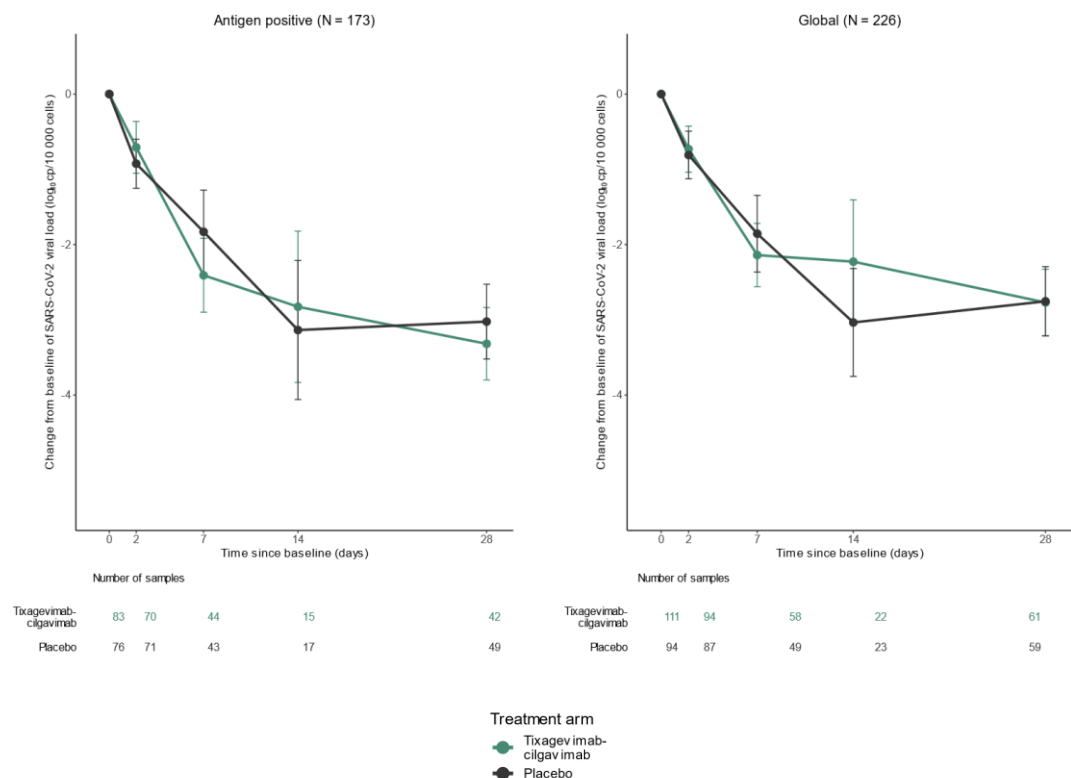 Antigen positive (N = 173)
Change from baseline of SARS-CoV-2 viral load (log₁₀cp/10 000 cells)
0
-2
-4
0 2 7 14 28
Time since baseline (days)
Number of samples
Tixagevimab-
cilgavimab
83 70 44 15 42
Placebo
76 71 43 17 49
Global (N = 226)
Change from baseline of SARS-CoV-2 viral load (log₁₀cp/10 000 cells)
0
-2
-4
0 2 7 14 28
Time since baseline (days)
Number of samples
Tixagevimab-
cilgavimab
111 94 58 22 61
Placebo
94 87 49 23 59
Treatment arm
Tixagevimab-
cilgavimab
Placebo